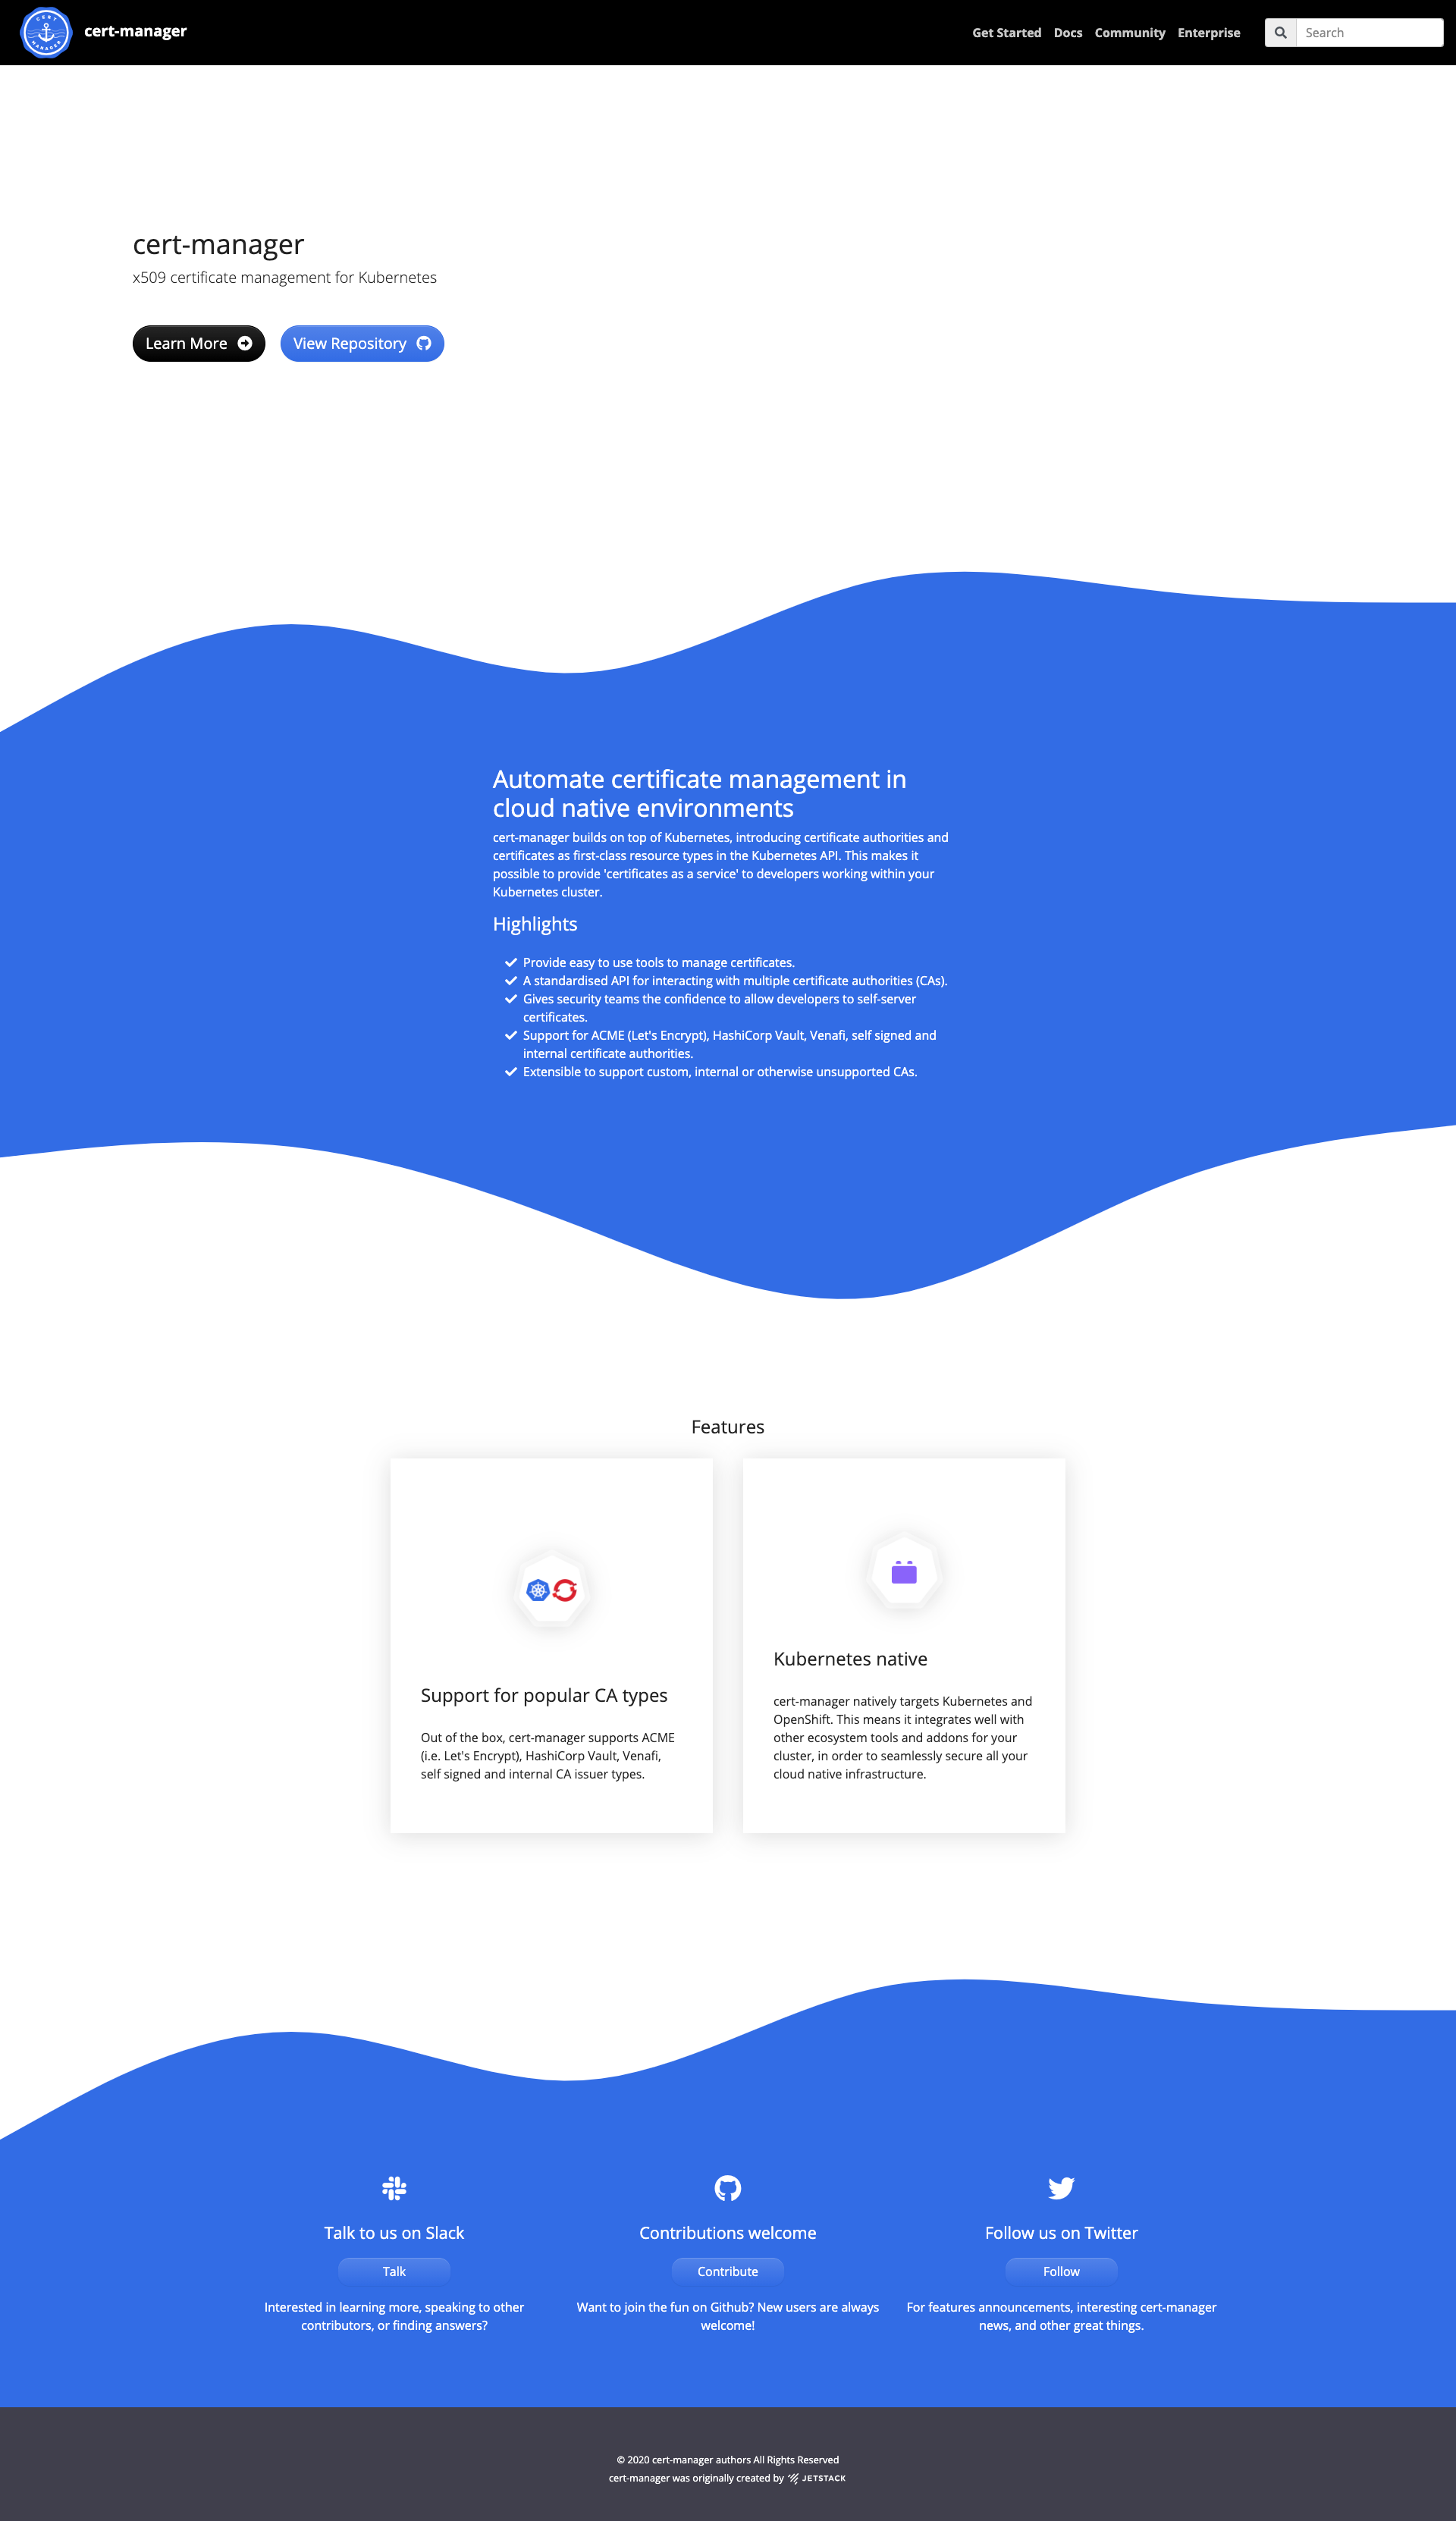 CERT MANAGER
cert-manager
Get Started
Docs
Community
Enterprise
Search
cert-manager
x509 certificate management for Kubernetes
Learn More
View Repository
Automate certificate management in
cloud native environments
cert-manager builds on top of Kubernetes, introducing certificate authorities and
certificates as first-class resource types in the Kubernetes API. This makes it
possible to provide 'certificates as a service' to developers working within your
Kubernetes cluster.
Highlights
Provide easy to use tools to manage certificates.
A standardised API for interacting with multiple certificate authorities (CAs).
Gives security teams the confidence to allow developers to self-server
certificates.
Support for ACME (Let's Encrypt), HashiCorp Vault, Venafi, self signed and
internal certificate authorities.
Extensible to support custom, internal or otherwise unsupported CAs.
Features
Support for popular CA types
Out of the box, cert-manager supports ACME
(i.e. Let's Encrypt), HashiCorp Vault, Venafi,
self signed and internal CA issuer types.
Kubernetes native
cert-manager natively targets Kubernetes and
OpenShift. This means it integrates well with
other ecosystem tools and addons for your
cluster, in order to seamlessly secure all your
cloud native infrastructure.
Talk to us on Slack
Talk
Interested in learning more, speaking to other
contributors, or finding answers?
Contributions welcome
Contribute
Want to join the fun on Github? New users are always
welcome!
Follow us on Twitter
Follow
For features announcements, interesting cert-manager
news, and other great things.
© 2020 cert-manager authors All Rights Reserved
cert-manager was originally created by JETSTACK